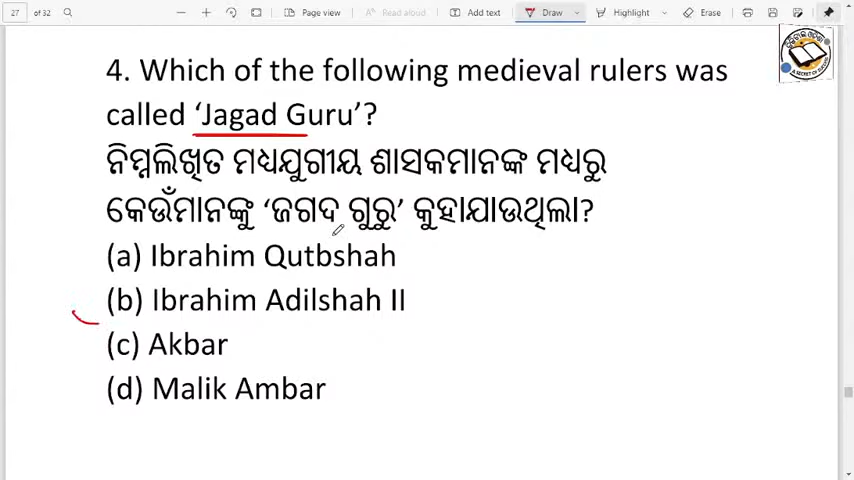 27 of 32 Page view Read aloud Add text Draw Highlight Erase
4. Which of the following medieval rulers was
called ‘Jagad Guru’?
ନିମ୍ନଲିଖିତ ମଧ୍ୟଯୁଗୀୟ ଶାସକମାନଙ୍କ ମଧ୍ୟରୁ
କେଉଁମାନଙ୍କୁ ‘ଜଗଦ ଗୁରୁ’ କୁହାଯାଉଥିଲା?
(a) Ibrahim Qutbshah
(b) Ibrahim Adilshah II
(c) Akbar
(d) Malik Ambar